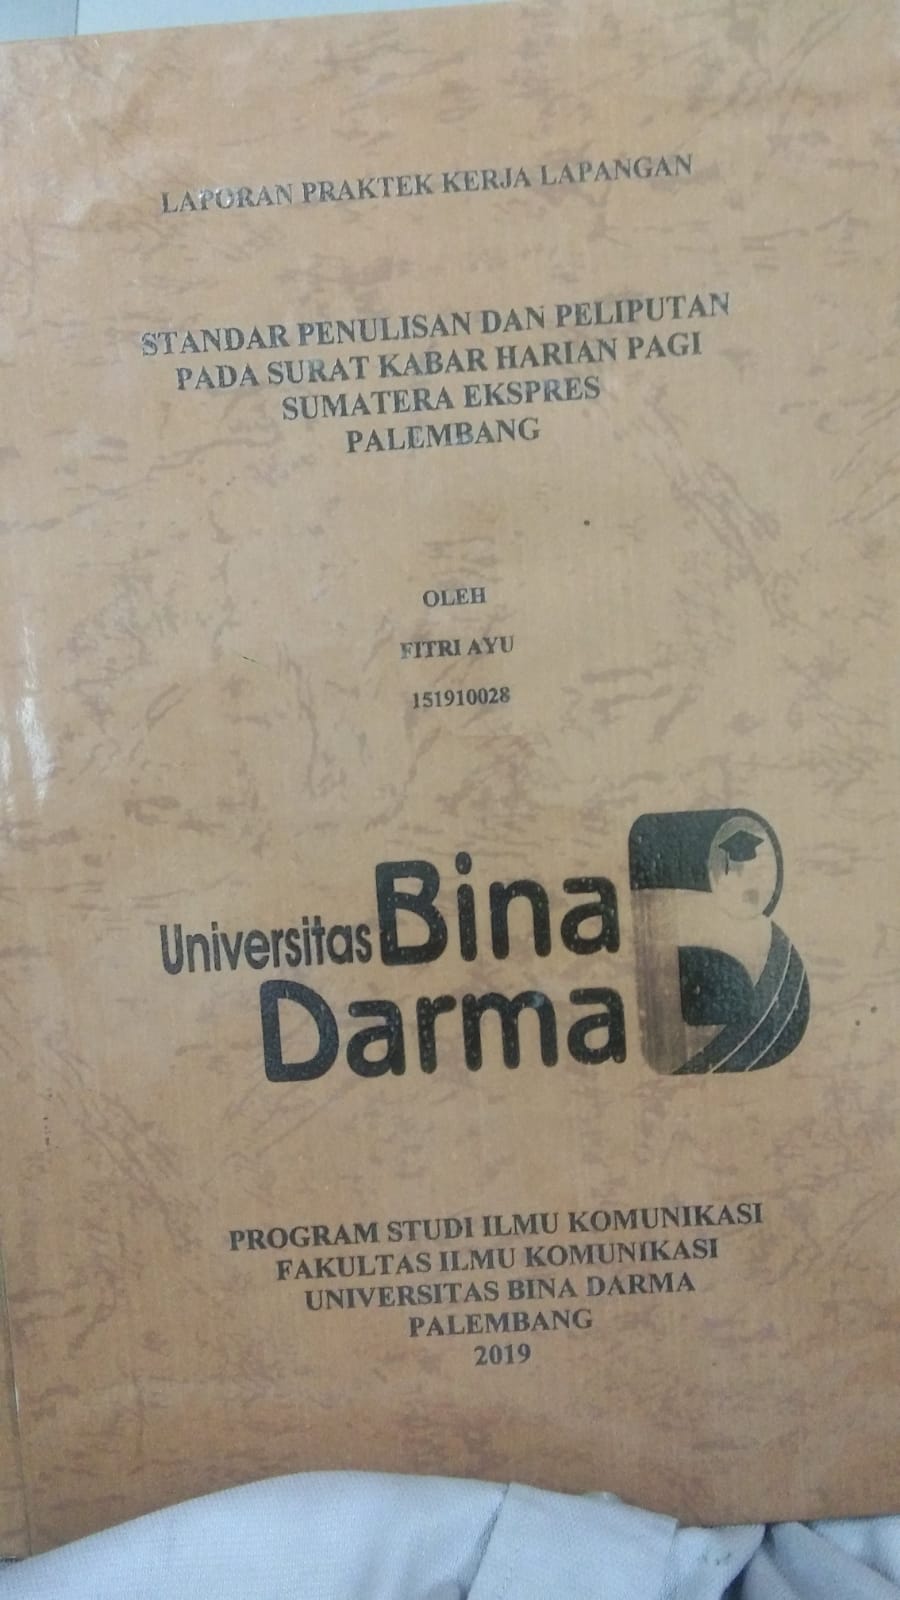 LAPORAN PRAKTEK KERJA LAPANGAN
STANDAR PENULISAN DAN PELIPUTAN
PADA SURAT KABAR HARIAN PAGI
SUMATERA EKSPRES
PALEMBANG
OLEH
FITRI AYU
151910028
Universitas Bina
Darma
PROGRAM STUDI ILMU KOMUNIKASI
FAKULTAS ILMU KOMUNIKASI
UNIVERSITAS BINA DARMA
PALEMBANG
2019